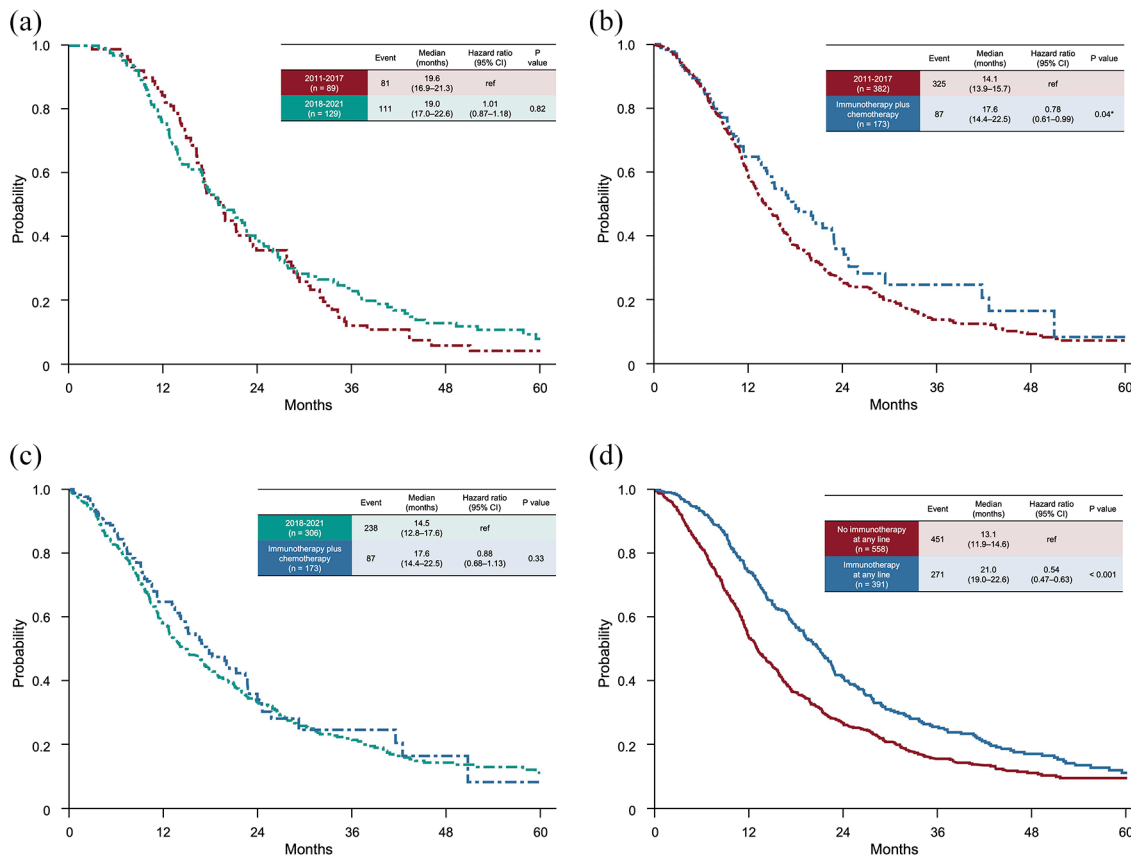 (a)
Event
Median
(months)
Hazard ratio
(95% CI)
P
value
2011-2017
(n = 89)
81
19.6
(16.9–21.3)
ref
2018-2021
(n = 129)
111
19.0
(17.0–22.6)
1.01
(0.87–1.18)
0.82
1.0
0.8
0.6
0.4
0.2
0
Probability
0 12 24 36 48 60
Months
(b)
Event
Median
(months)
Hazard ratio
(95% CI)
P value
2011-2017
(n = 382)
325
14.1
(13.9–15.7)
ref
Immunotherapy plus
chemotherapy
(n = 173)
87
17.6
(14.4–22.5)
0.78
(0.61–0.99)
0.04*
1.0
0.8
0.6
0.4
0.2
0
Probability
0 12 24 36 48 60
Months
(c)
Event
Median
(months)
Hazard ratio
(95% CI)
P value
2018-2021
(n = 306)
238
14.5
(12.8–17.6)
ref
Immunotherapy plus
chemotherapy
(n = 173)
87
17.6
(14.4–22.5)
0.88
(0.68–1.13)
0.33
1.0
0.8
0.6
0.4
0.2
0
Probability
0 12 24 36 48 60
Months
(d)
Event
Median
(months)
Hazard ratio
(95% CI)
P value
No immunotherapy
at any line
(n = 558)
451
13.1
(11.9–14.6)
ref
Immunotherapy
at any line
(n = 391)
271
21.0
(19.0–22.6)
0.54
(0.47–0.63)
< 0.001
1.0
0.8
0.6
0.4
0.2
0
Probability
0 12 24 36 48 60
Months